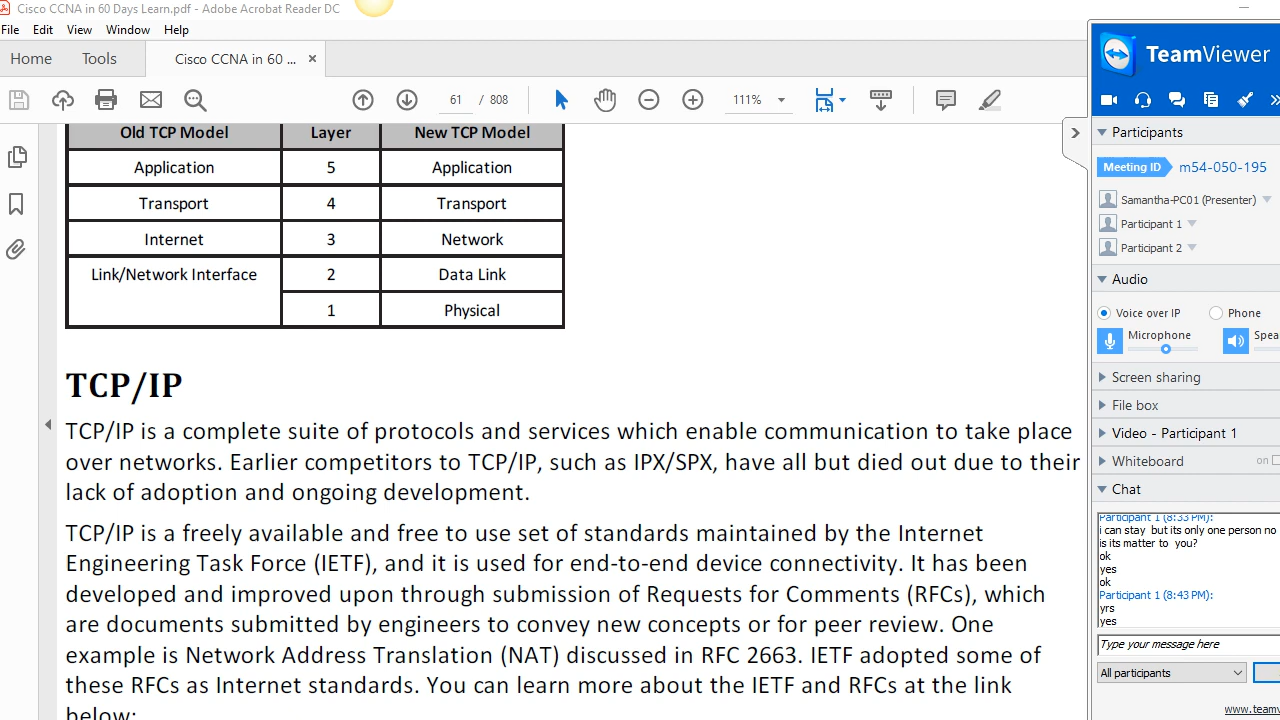 Cisco CCNA in 60 Days Learn.pdf - Adobe Acrobat Reader DC
File Edit View Window Help
Home Tools Cisco CCNA in 60 ... ×
61 / 808 111%
Old TCP Model Layer New TCP Model
Application 5 Application
Transport 4 Transport
Internet 3 Network
Link/Network Interface 2 Data Link
1 Physical
TCP/IP
TCP/IP is a complete suite of protocols and services which enable communication to take place
over networks. Earlier competitors to TCP/IP, such as IPX/SPX, have all but died out due to their
lack of adoption and ongoing development.
TCP/IP is a freely available and free to use set of standards maintained by the Internet
Engineering Task Force (IETF), and it is used for end-to-end device connectivity. It has been
developed and improved upon through submission of Requests for Comments (RFCs), which
are documents submitted by engineers to convey new concepts or for peer review. One
example is Network Address Translation (NAT) discussed in RFC 2663. IETF adopted some of
these RFCs as Internet standards. You can learn more about the IETF and RFCs at the link
below:
TeamViewer
Participants
Meeting ID m54-050-195
Samantha-PC01 (Presenter)
Participant 1
Participant 2
Audio
Voice over IP Phone
Microphone Spea
Screen sharing
File box
Video - Participant 1
Whiteboard on
Chat
Participant 1 (8:33 PM):
i can stay but its only one person no
is its matter to you?
ok
yes
ok
Participant 1 (8:43 PM):
yrs
yes
Type your message here
All participants
www.teamv